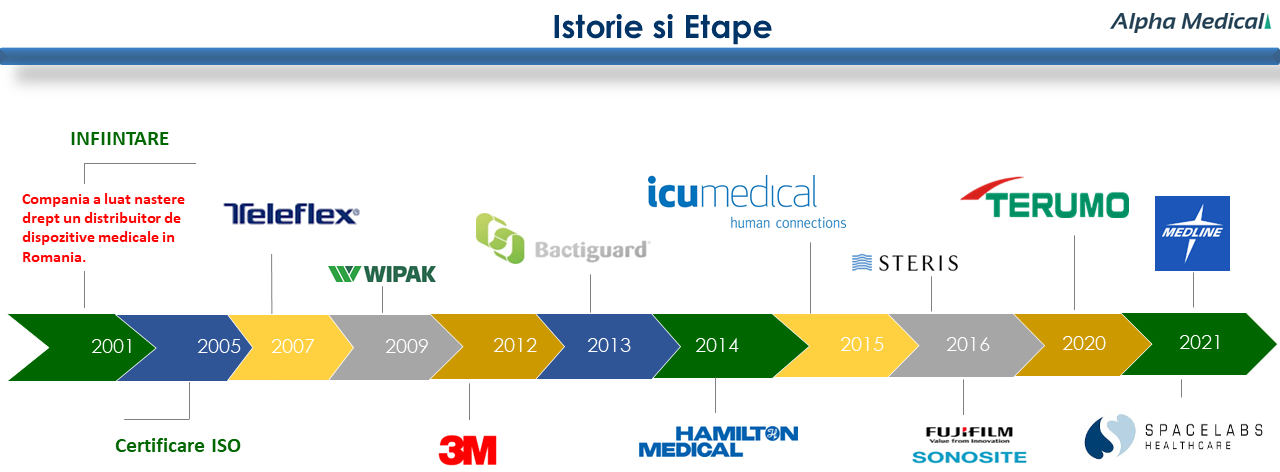 Istorie si Etape
Alpha Medical
INFIINTARE
Compania a luat nastere
drept un distribuitor de
dispozitive medicale in
Romania.
Teleflex®
WIPAK
Bactiguard
icumedical
human connections
STERIS
TERUMO
MEDLINE
2001
2005
2007
2009
2012
2013
2014
2015
2016
2020
2021
Certificare ISO
3M
HAMILTON
MEDICAL
FUJIFILM
Value from Innovation
SONOSITE
SPACELABS
HEALTHCARE